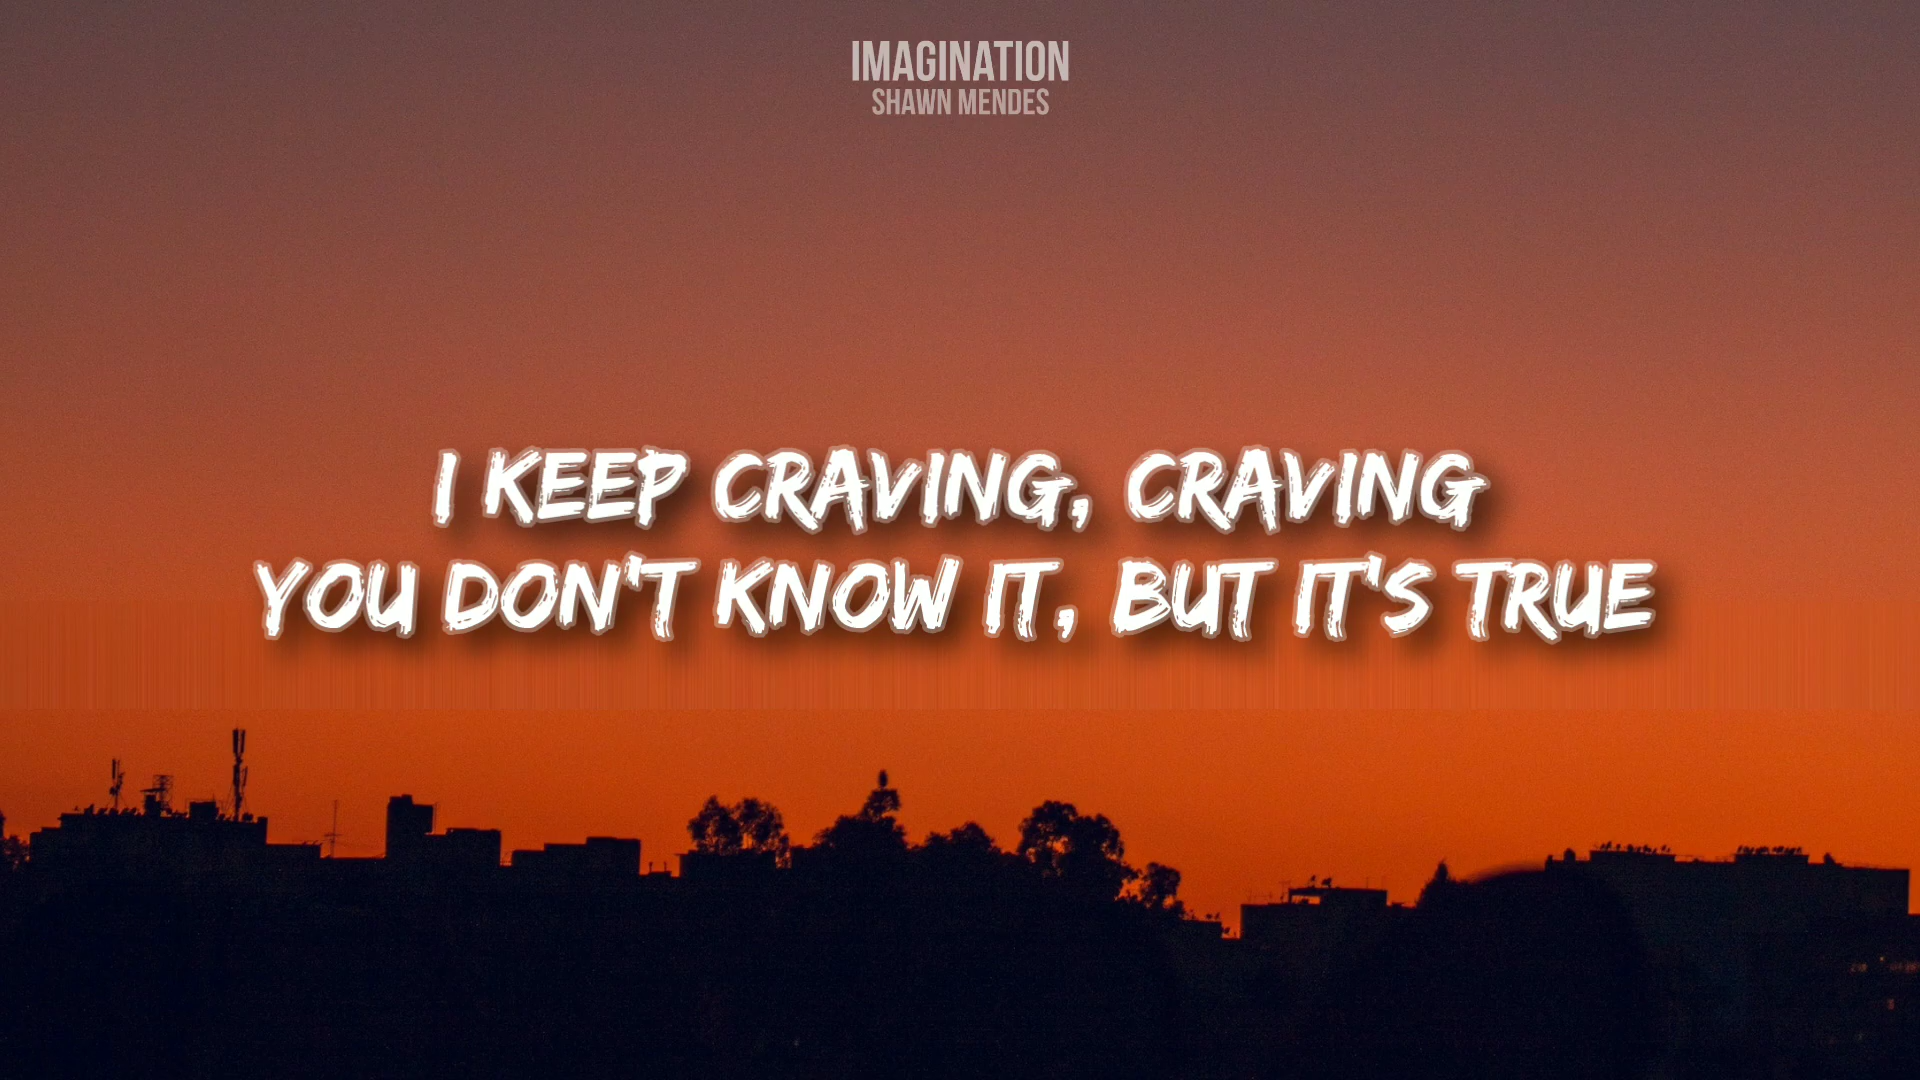 IMAGINATION
SHAWN MENDES
I KEEP CRAVING, CRAVING
YOU DON'T KNOW IT, BUT IT'S TRUE